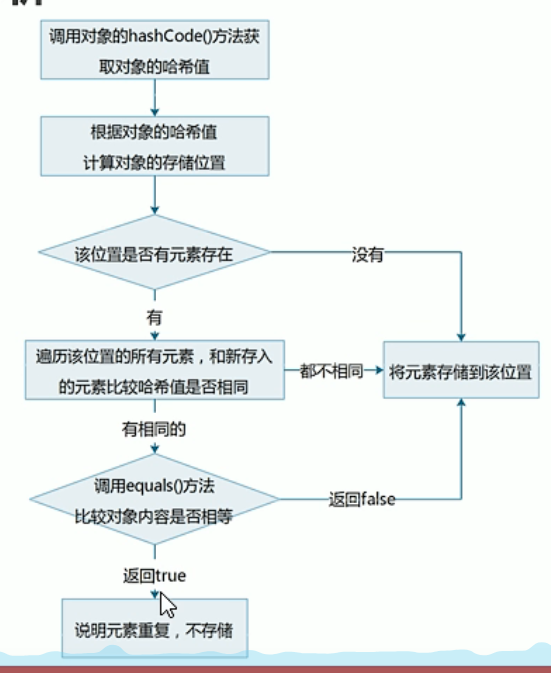 调用对象的hashCode()方法获
取对象的哈希值
根据对象的哈希值
计算对象的存储位置
该位置是否有元素存在
没有
有
遍历该位置的所有元素，和新存入
的元素比较哈希值是否相同
都不相同
将元素存储到该位置
有相同的
调用equals()方法
比较对象内容是否相等
返回false
返回true
说明元素重复，不存储